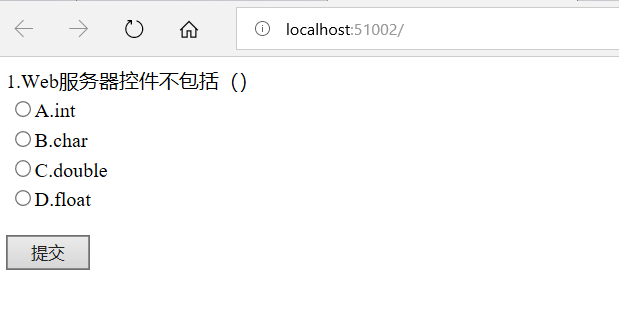 localhost:51002/
1.Web服务器控件不包括（）
A.int
B.char
C.double
D.float
提交